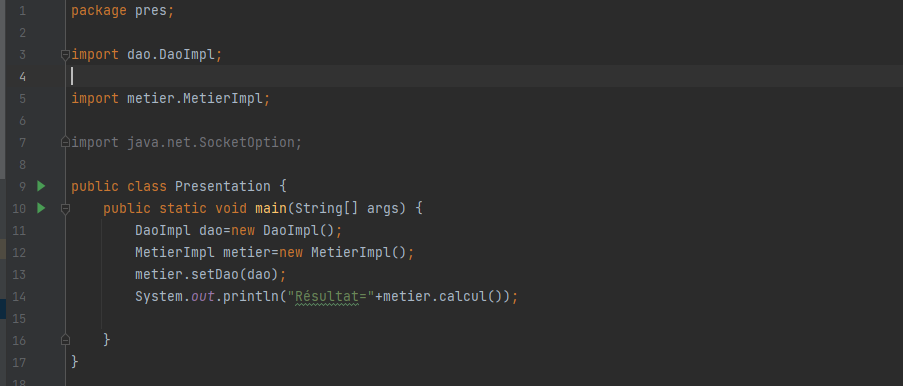 1 package pres;
2
3 import dao.DaoImpl;
4
5 import metier.MetierImpl;
6
7 import java.net.SocketOption;
8
9 public class Presentation {
10 public static void main(String[] args) {
11 DaoImpl dao=new DaoImpl();
12 MetierImpl metier=new MetierImpl();
13 metier.setDao(dao);
14 System.out.println("Résultat="+metier.calcul());
15
16 }
17 }
18